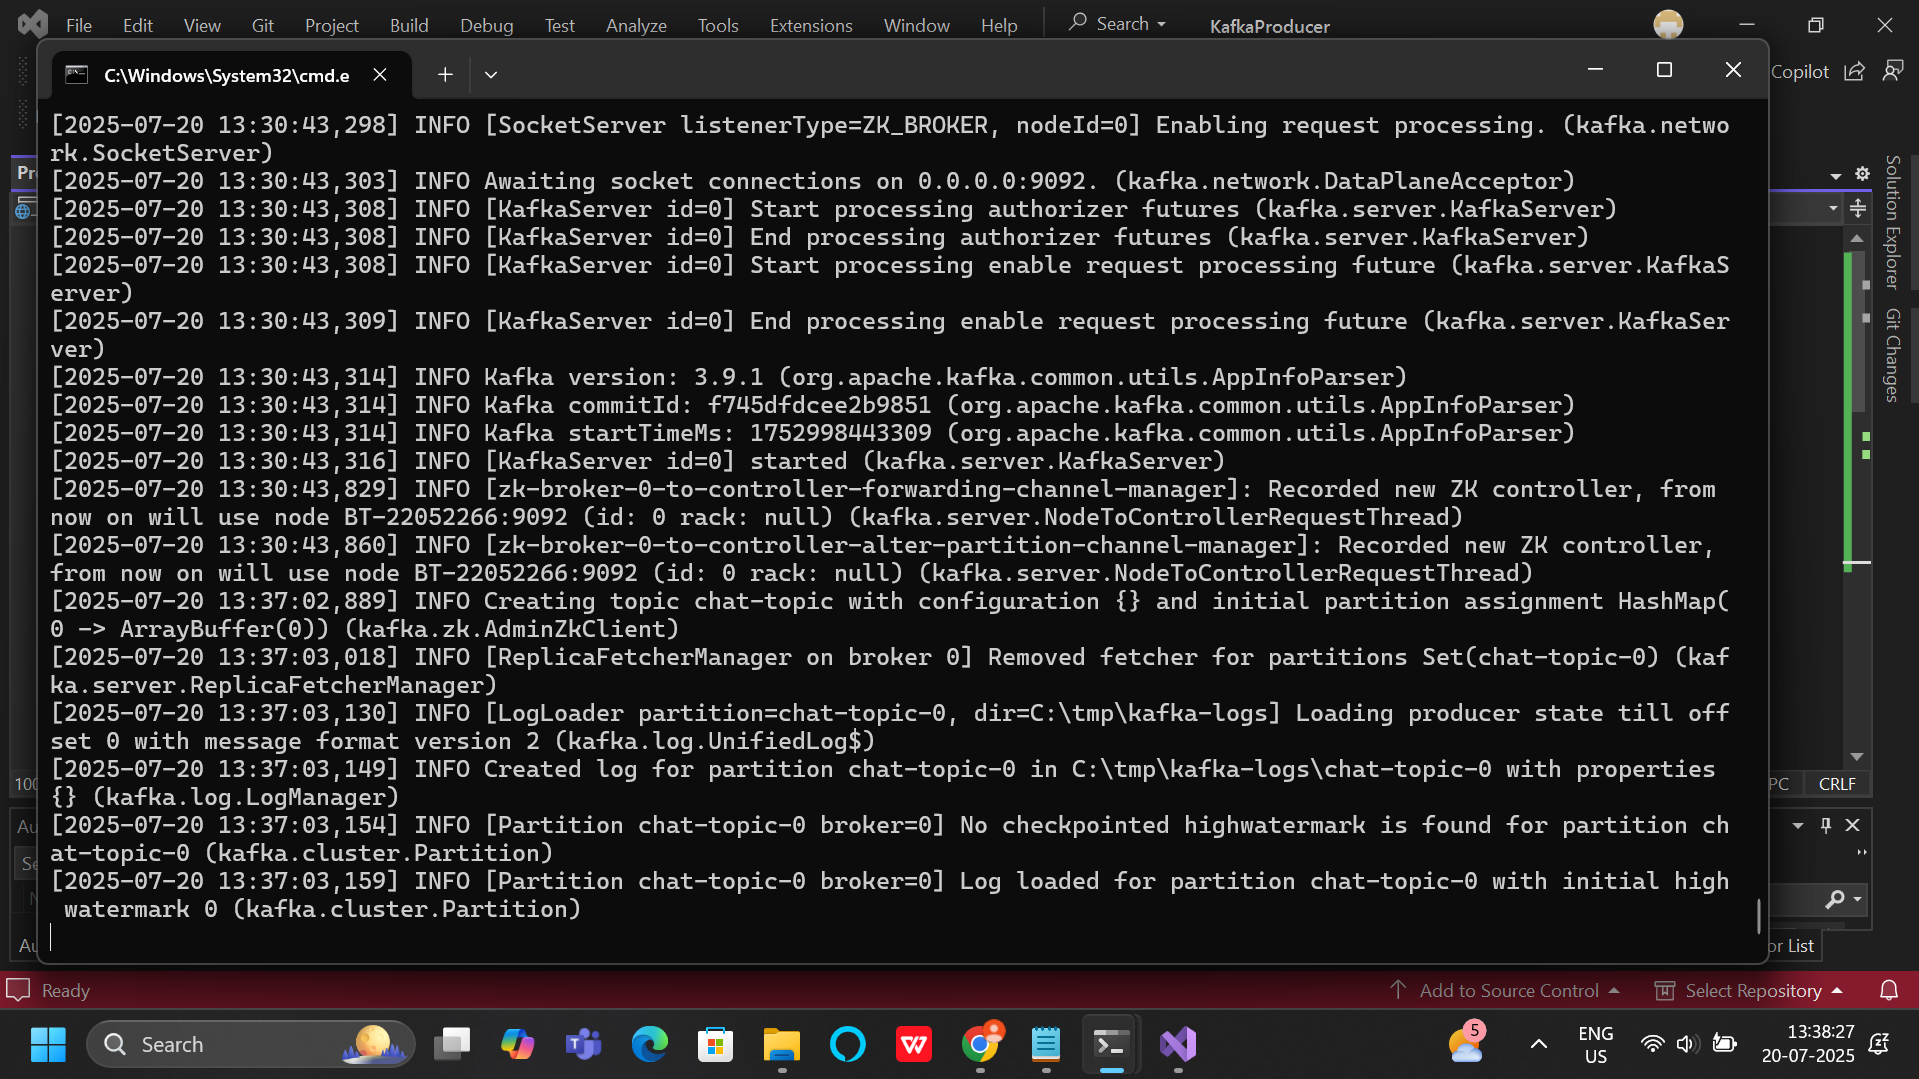 File Edit View Git Project Build Debug Test Analyze Tools Extensions Window Help Search KafkaProducer
C:\Windows\System32\cmd.e
Copilot
[2025-07-20 13:30:43,298] INFO [SocketServer listenerType=ZK_BROKER, nodeId=0] Enabling request processing. (kafka.netwo
rk.SocketServer)
[2025-07-20 13:30:43,303] INFO Awaiting socket connections on 0.0.0.0:9092. (kafka.network.DataPlaneAcceptor)
[2025-07-20 13:30:43,308] INFO [KafkaServer id=0] Start processing authorizer futures (kafka.server.KafkaServer)
[2025-07-20 13:30:43,308] INFO [KafkaServer id=0] End processing authorizer futures (kafka.server.KafkaServer)
[2025-07-20 13:30:43,308] INFO [KafkaServer id=0] Start processing enable request processing future (kafka.server.KafkaS
erver)
[2025-07-20 13:30:43,309] INFO [KafkaServer id=0] End processing enable request processing future (kafka.server.KafkaSer
ver)
[2025-07-20 13:30:43,314] INFO Kafka version: 3.9.1 (org.apache.kafka.common.utils.AppInfoParser)
[2025-07-20 13:30:43,314] INFO Kafka commitId: f745dfdcee2b9851 (org.apache.kafka.common.utils.AppInfoParser)
[2025-07-20 13:30:43,314] INFO Kafka startTimeMs: 1752998443309 (org.apache.kafka.common.utils.AppInfoParser)
[2025-07-20 13:30:43,316] INFO [KafkaServer id=0] started (kafka.server.KafkaServer)
[2025-07-20 13:30:43,829] INFO [zk-broker-0-to-controller-forwarding-channel-manager]: Recorded new ZK controller, from
now on will use node BT-22052266:9092 (id: 0 rack: null) (kafka.server.NodeToControllerRequestThread)
[2025-07-20 13:30:43,860] INFO [zk-broker-0-to-controller-alter-partition-channel-manager]: Recorded new ZK controller,
from now on will use node BT-22052266:9092 (id: 0 rack: null) (kafka.server.NodeToControllerRequestThread)
[2025-07-20 13:37:02,889] INFO Creating topic chat-topic with configuration {} and initial partition assignment HashMap(
0 -> ArrayBuffer(0)) (kafka.zk.AdminZkClient)
[2025-07-20 13:37:03,018] INFO [ReplicaFetcherManager on broker 0] Removed fetcher for partitions Set(chat-topic-0) (kaf
ka.server.ReplicaFetcherManager)
[2025-07-20 13:37:03,130] INFO [LogLoader partition=chat-topic-0, dir=C:\tmp\kafka-logs] Loading producer state till off
set 0 with message format version 2 (kafka.log.UnifiedLog$)
[2025-07-20 13:37:03,149] INFO Created log for partition chat-topic-0 in C:\tmp\kafka-logs\chat-topic-0 with properties
{} (kafka.log.LogManager)
[2025-07-20 13:37:03,154] INFO [Partition chat-topic-0 broker=0] No checkpointed highwatermark is found for partition ch
at-topic-0 (kafka.cluster.Partition)
[2025-07-20 13:37:03,159] INFO [Partition chat-topic-0 broker=0] Log loaded for partition chat-topic-0 with initial high
watermark 0 (kafka.cluster.Partition)
Pr
100
Au
Se
Au
Solution Explorer
Git Changes
PC CRLF
or List
Ready Add to Source Control Select Repository
Search
5
ENG
US
13:38:27
20-07-2025